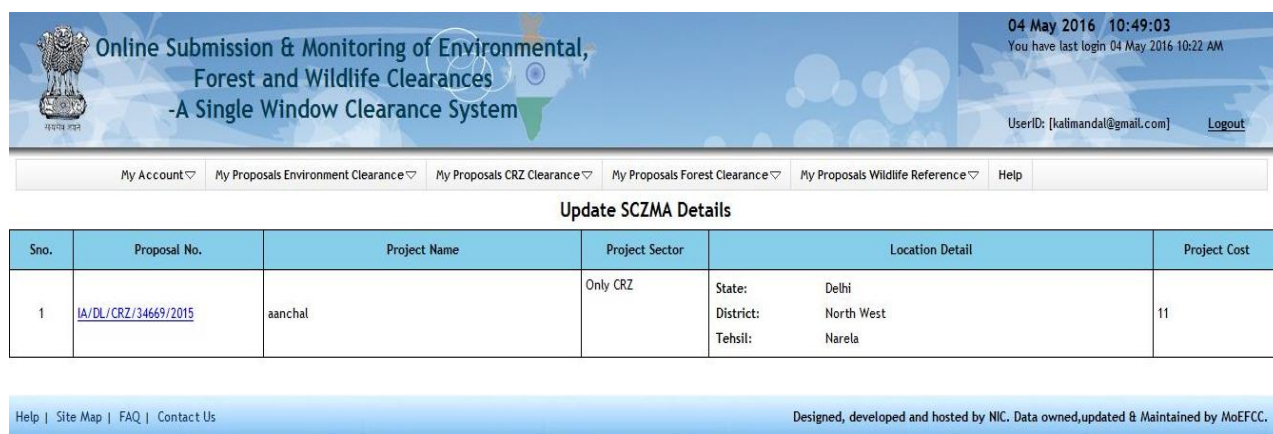 Online Submission & Monitoring of Environmental,
Forest and Wildlife Clearances
-A Single Window Clearance System
सत्यमेव जयते
04 May 2016 10:49:03
You have last login 04 May 2016 10:22 AM
UserID: [kalimandal@gmail.com] Logout
My Account My Proposals Environment Clearance My Proposals CRZ Clearance My Proposals Forest Clearance My Proposals Wildlife Reference Help
Update SCZMA Details
Sno. Proposal No. Project Name Project Sector Location Detail Project Cost
1 IA/DL/CRZ/34669/2015 aanchal Only CRZ State: Delhi 11
District: North West
Tehsil: Narela
Help | Site Map | FAQ | Contact Us Designed, developed and hosted by NIC. Data owned,updated & Maintained by MoEFCC.